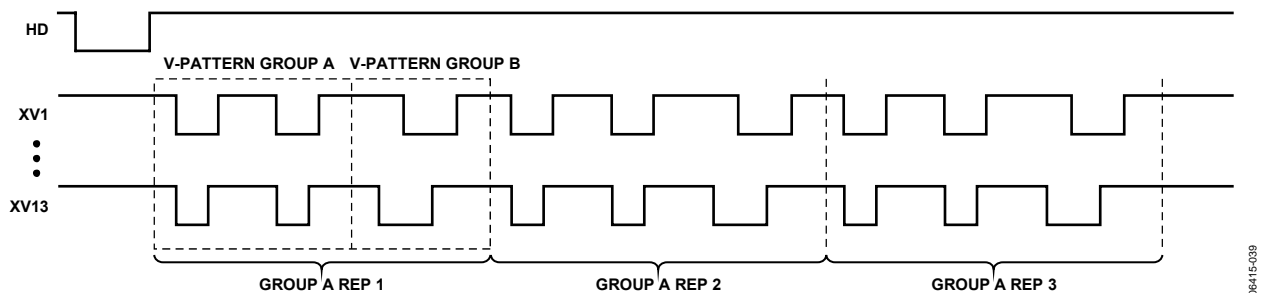 HD
V-PATTERN GROUP A V-PATTERN GROUP B
XV1
XV13
GROUP A REP 1 GROUP A REP 2 GROUP A REP 3
06415-039